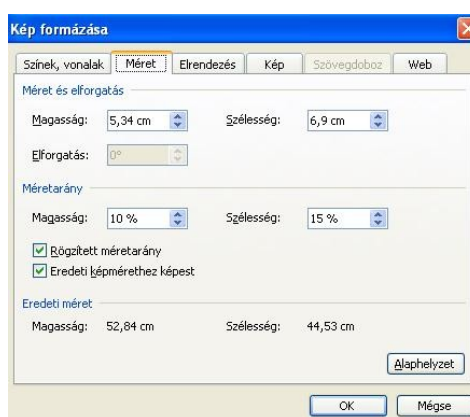 Kép formázása
Színek, vonalak Méret Elrendezés Kép Szövegdoboz Web
Méret és elforgatás
Magasság: 5,34 cm Szélesség: 6,9 cm
Elforgatás: 0°
Méretarány
Magasság: 10 % Szélesség: 15 %
Rögzített méretarány
Eredeti képmérethez képest
Eredeti méret
Magasság: 52,84 cm Szélesség: 44,53 cm
Alaphelyzet
OK Mégse